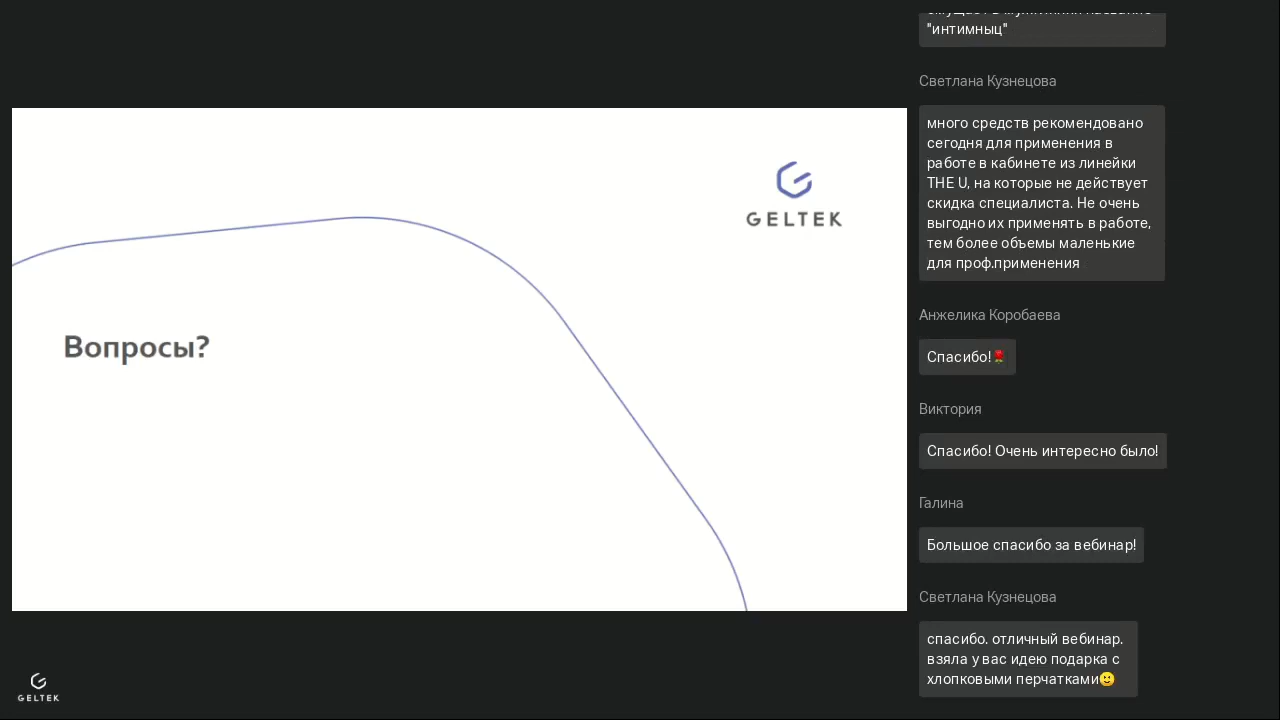 GELTEK
Вопросы?
GELTEK
"интимныц"
Светлана Кузнецова
много средств рекомендовано
сегодня для применения в
работе в кабинете из линейки
THE U, на которые не действует
скидка специалиста. Не очень
выгодно их применять в работе,
тем более объемы маленькие
для проф.применения
Анжелика Коробаева
Спасибо!🌹
Виктория
Спасибо! Очень интересно было!
Галина
Большое спасибо за вебинар!
Светлана Кузнецова
спасибо. отличный вебинар.
взяла у вас идею подарка с
хлопковыми перчатками🙂